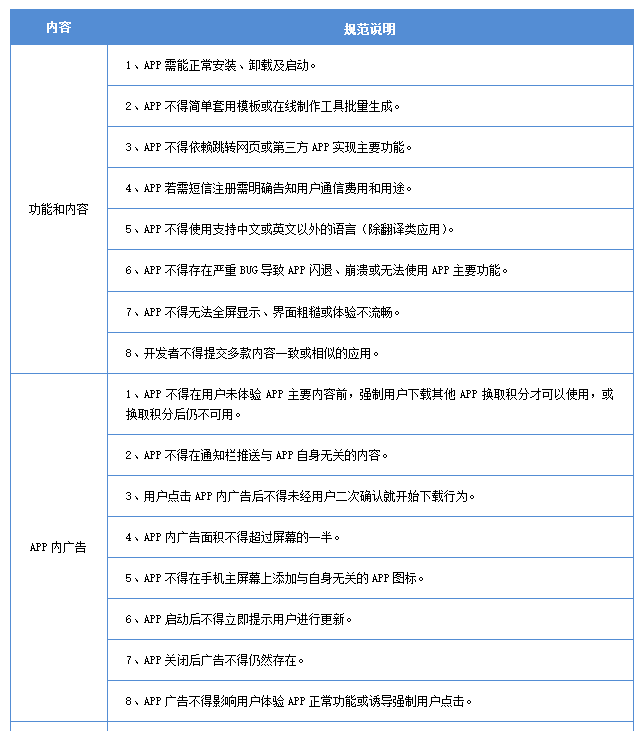 内容
规范说明
功能和内容
1、APP 需能正常安装、卸载及启动。
2、APP 不得简单套用模板或在线制作工具批量生成。
3、APP 不得依赖跳转网页或第三方 APP 实现主要功能。
4、APP 若需短信注册需明确告知用户通信费用和用途。
5、APP 不得使用支持中文或英文以外的语言（除翻译类应用）。
6、APP 不得存在严重 BUG 导致 APP 闪退、崩溃或无法使用 APP 主要功能。
7、APP 不得无法全屏显示、界面粗糙或体验不流畅。
8、开发者不得提交多款内容一致或相似的应用。
APP 内广告
1、APP 不得在用户未体验 APP 主要内容前，强制用户下载其他 APP 换取积分才可以使用，或
换取积分后仍不可用。
2、APP 不得在通知栏推送与 APP 自身无关的内容。
3、用户点击 APP 内广告后不得未经用户二次确认就开始下载行为。
4、APP 内广告面积不得超过屏幕的一半。
5、APP 不得在手机主屏幕上添加与自身无关的 APP 图标。
6、APP 启动后不得立即提示用户进行更新。
7、APP 关闭后广告不得仍然存在。
8、APP 广告不得影响用户体验 APP 正常功能或诱导强制用户点击。